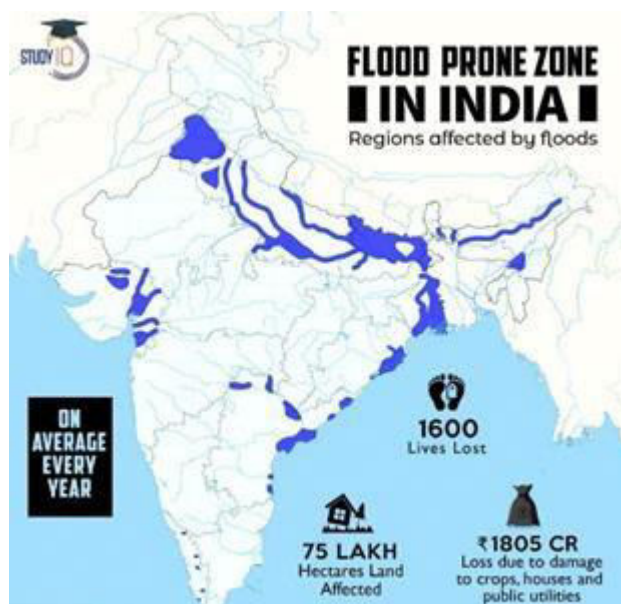 STUDY IQ
FLOOD PRONE ZONE
IN INDIA
Regions affected by floods
ON
AVERAGE
EVERY
YEAR
1600
Lives Lost
75 LAKH
Hectares Land
Affected
₹1805 CR
Loss due to damage
to crops, houses and
public utilities